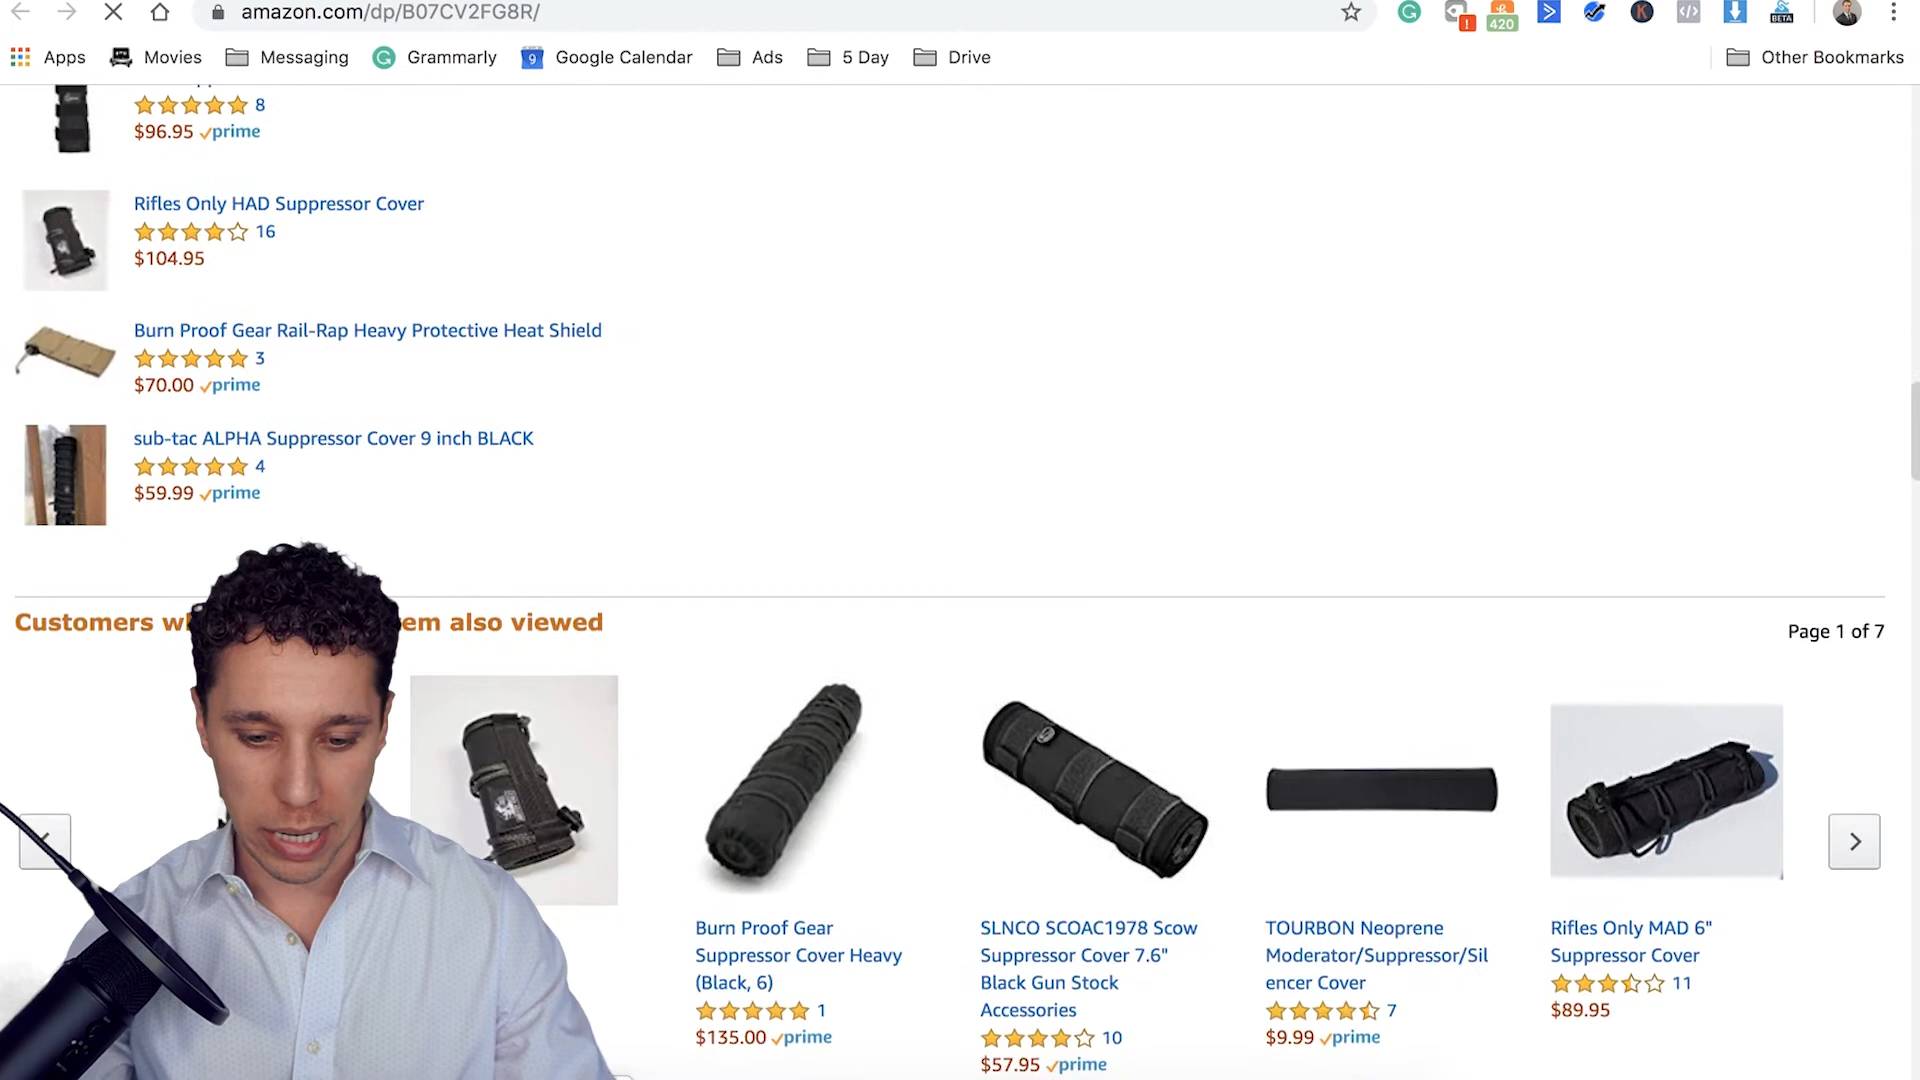 amazon.com/dp/B07CV2FG8R/
420
BETA
Apps
Movies
Messaging
Grammarly
9
Google Calendar
Ads
5 Day
Drive
Other Bookmarks
8
$96.95 prime
Rifles Only HAD Suppressor Cover
16
$104.95
Burn Proof Gear Rail-Rap Heavy Protective Heat Shield
3
$70.00 prime
sub-tac ALPHA Suppressor Cover 9 inch BLACK
4
$59.99 prime
Customers
em also viewed
Page 1 of 7
Burn Proof Gear
Suppressor Cover Heavy
(Black, 6)
1
$135.00 prime
SLNCO SCOAC1978 Scow
Suppressor Cover 7.6"
Black Gun Stock
Accessories
10
$57.95 prime
TOURBON Neoprene
Moderator/Suppressor/Sil
encer Cover
7
$9.99 prime
Rifles Only MAD 6"
Suppressor Cover
11
$89.95